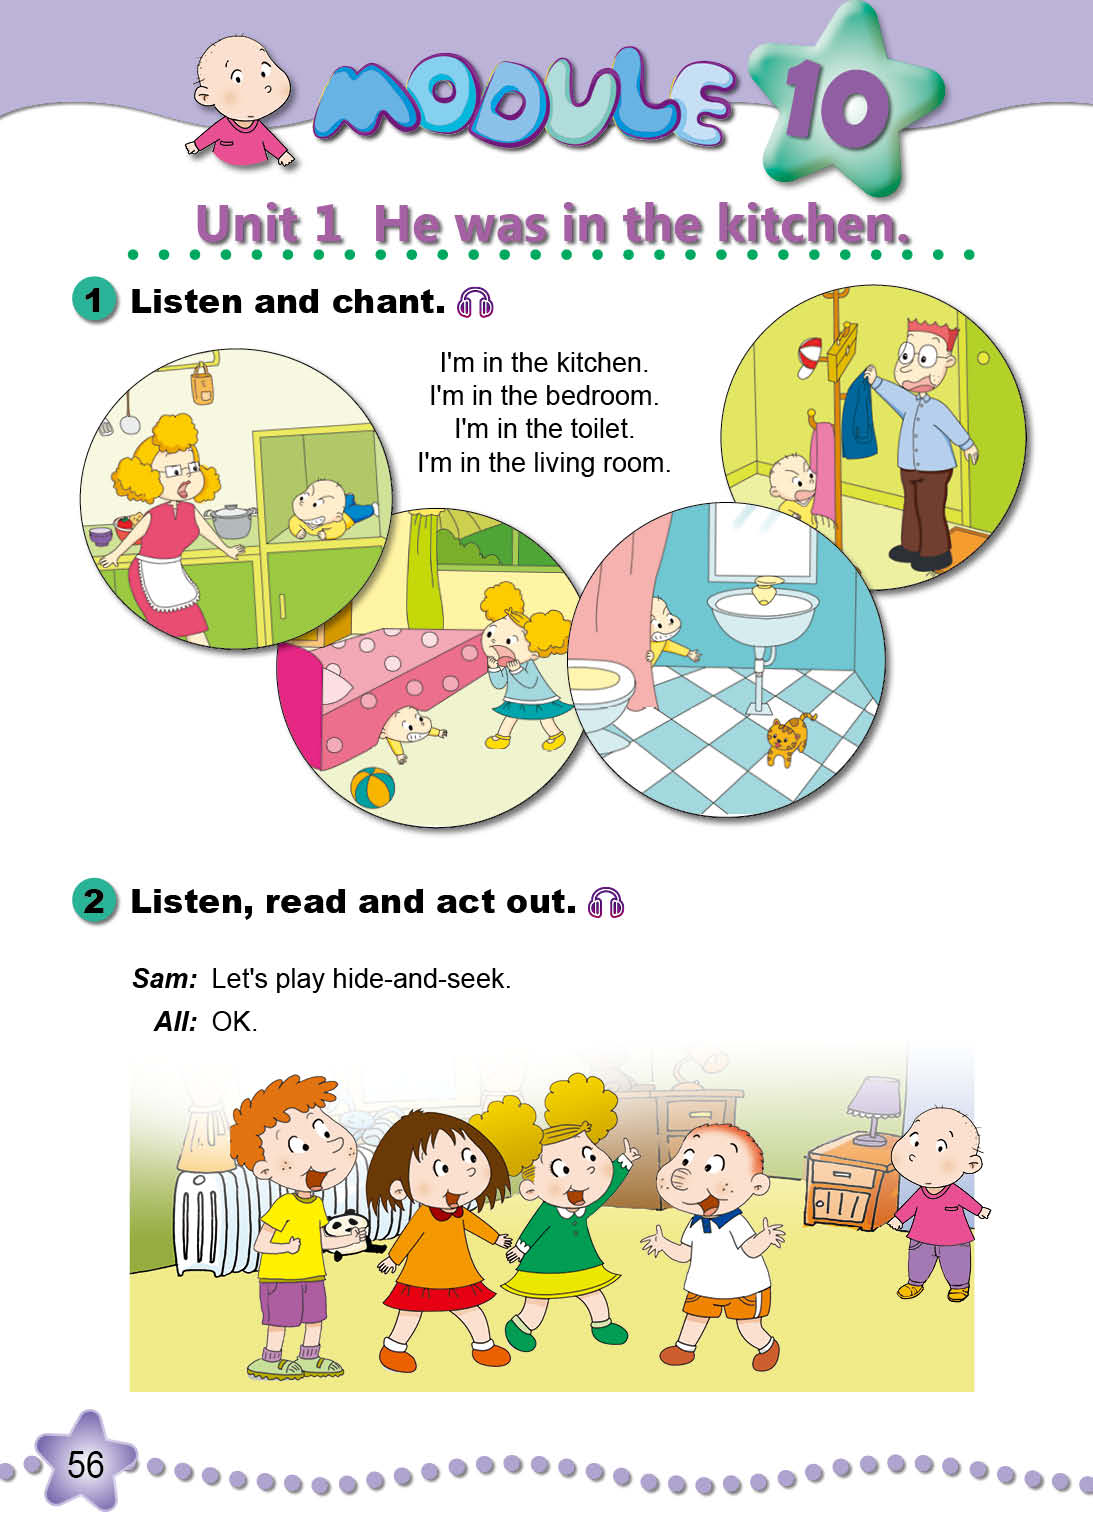 MODULE 10
Unit 1 He was in the kitchen.
1 Listen and chant.
I'm in the kitchen.
I'm in the bedroom.
I'm in the toilet.
I'm in the living room.
2 Listen, read and act out.
Sam: Let's play hide-and-seek.
All: OK.
56